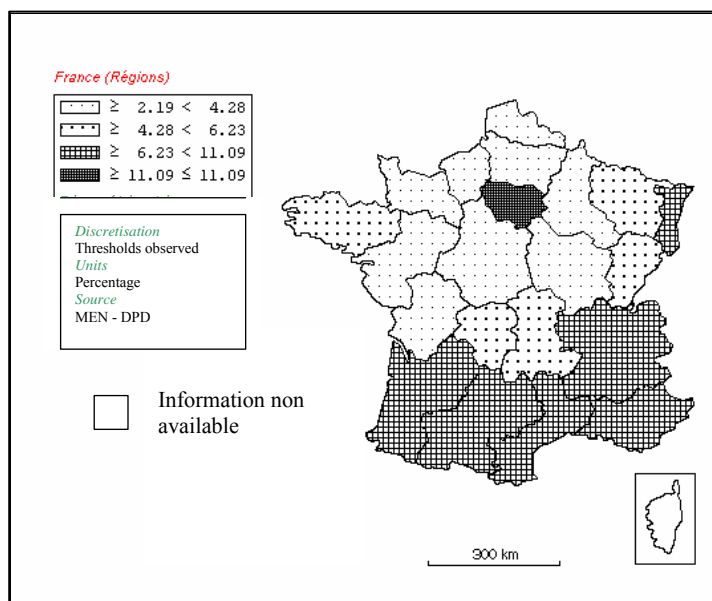 France (Régions)
≥ 2.19 < 4.28
≥ 4.28 < 6.23
≥ 6.23 < 11.09
≥ 11.09 ≤ 11.09
Discretisation
Thresholds observed
Units
Percentage
Source
MEN - DPD
Information non
available
300 km